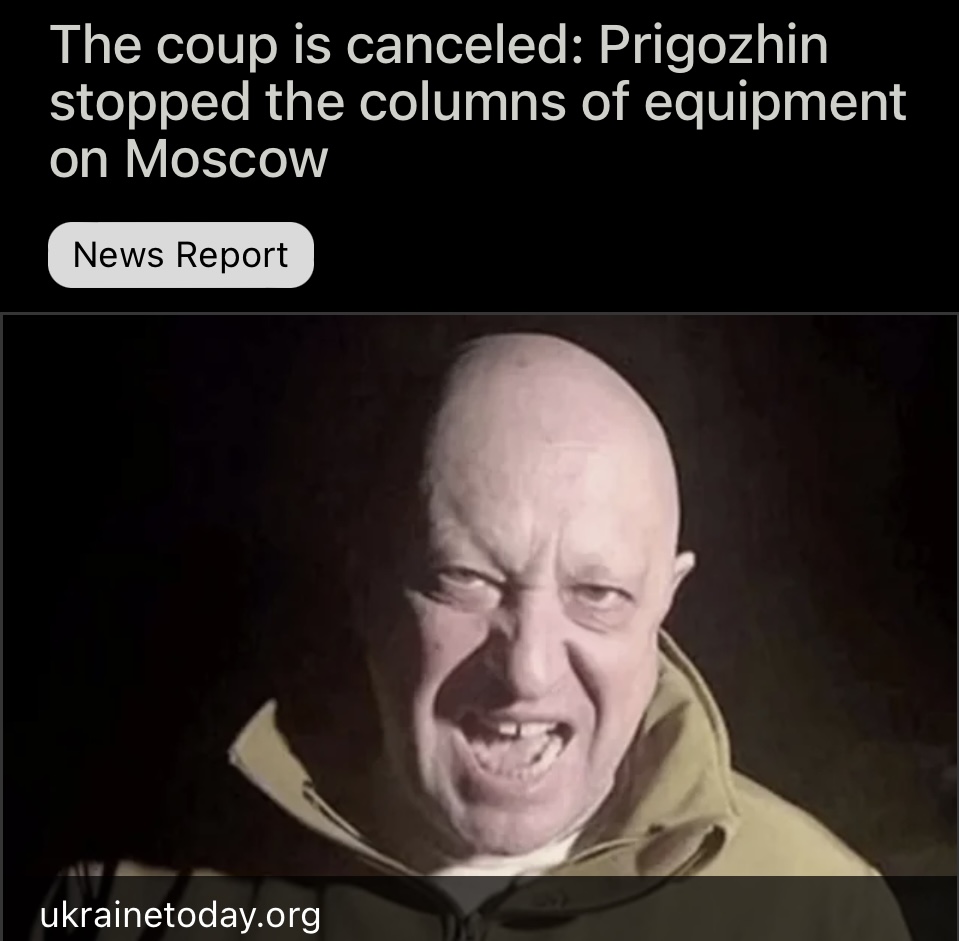 The coup is canceled: Prigozhin
stopped the columns of equipment
on Moscow
News Report
ukrainetoday.org